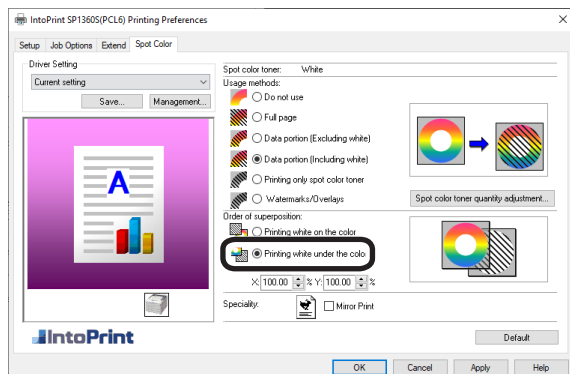 IntoPrint SP1360S(PCL6) Printing Preferences
Setup Job Options Extend Spot Color
Driver Setting
Current setting
Save... Management...
A
IntoPrint
Spot color toner: White
Usage methods:
Do not use
Full page
Data portion (Excluding white)
Data portion (Including white)
Printing only spot color toner
Watermarks/Overlays
Spot color toner quantity adjustment...
Order of superposition:
Printing white on the color
Printing white under the color
X: 100.00 % Y: 100.00 %
Speciality: Mirror Print
Default
OK Cancel Apply Help